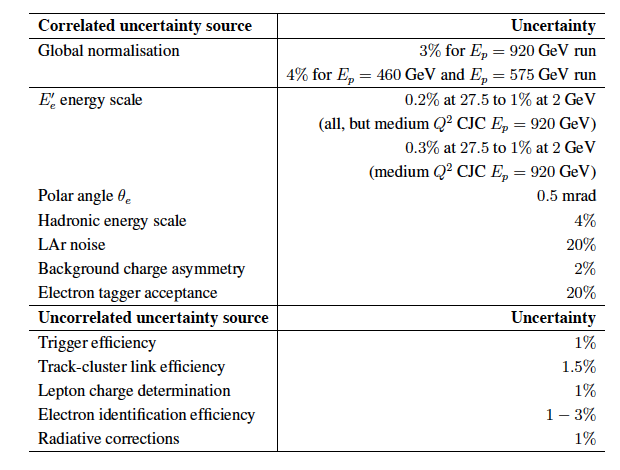 Correlated uncertainty source Uncertainty
Global normalisation 3% for E_p = 920 GeV run
4% for E_p = 460 GeV and E_p = 575 GeV run
E′_e energy scale 0.2% at 27.5 to 1% at 2 GeV
(all, but medium Q² CJC E_p = 920 GeV)
0.3% at 27.5 to 1% at 2 GeV
(medium Q² CJC E_p = 920 GeV)
Polar angle θ_e 0.5 mrad
Hadronic energy scale 4%
LAr noise 20%
Background charge asymmetry 2%
Electron tagger acceptance 20%
Uncorrelated uncertainty source Uncertainty
Trigger efficiency 1%
Track-cluster link efficiency 1.5%
Lepton charge determination 1%
Electron identification efficiency 1 − 3%
Radiative corrections 1%